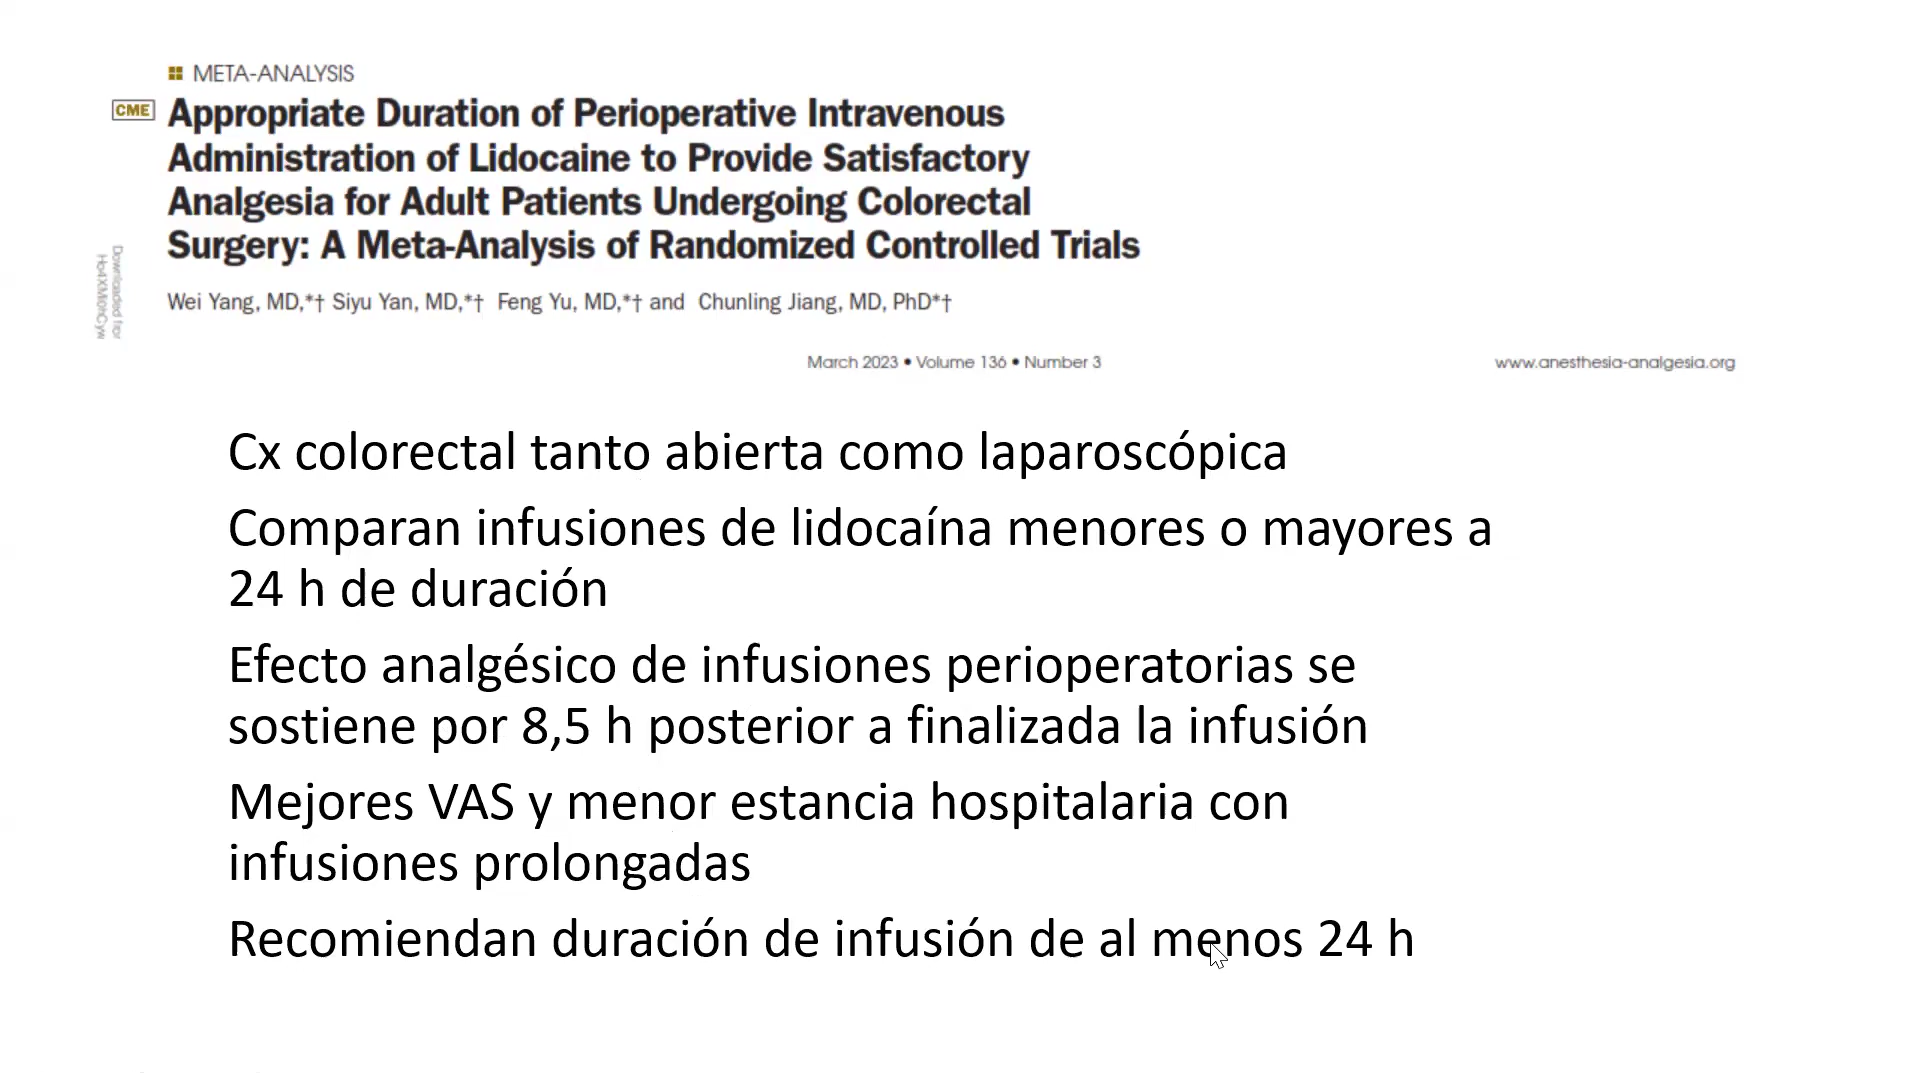 META-ANALYSIS
CME
Appropriate Duration of Perioperative Intravenous
Administration of Lidocaine to Provide Satisfactory
Analgesia for Adult Patients Undergoing Colorectal
Surgery: A Meta-Analysis of Randomized Controlled Trials
Wei Yang, MD,*† Siyu Yan, MD,*† Feng Yu, MD,*† and Chunling Jiang, MD, PhD*†
March 2023 • Volume 136 • Number 3
www.anesthesia-analgesia.org
Cx colorectal tanto abierta como laparoscópica
Comparan infusiones de lidocaína menores o mayores a
24 h de duración
Efecto analgésico de infusiones perioperatorias se
sostiene por 8,5 h posterior a finalizada la infusión
Mejores VAS y menor estancia hospitalaria con
infusiones prolongadas
Recomiendan duración de infusión de al menos 24 h